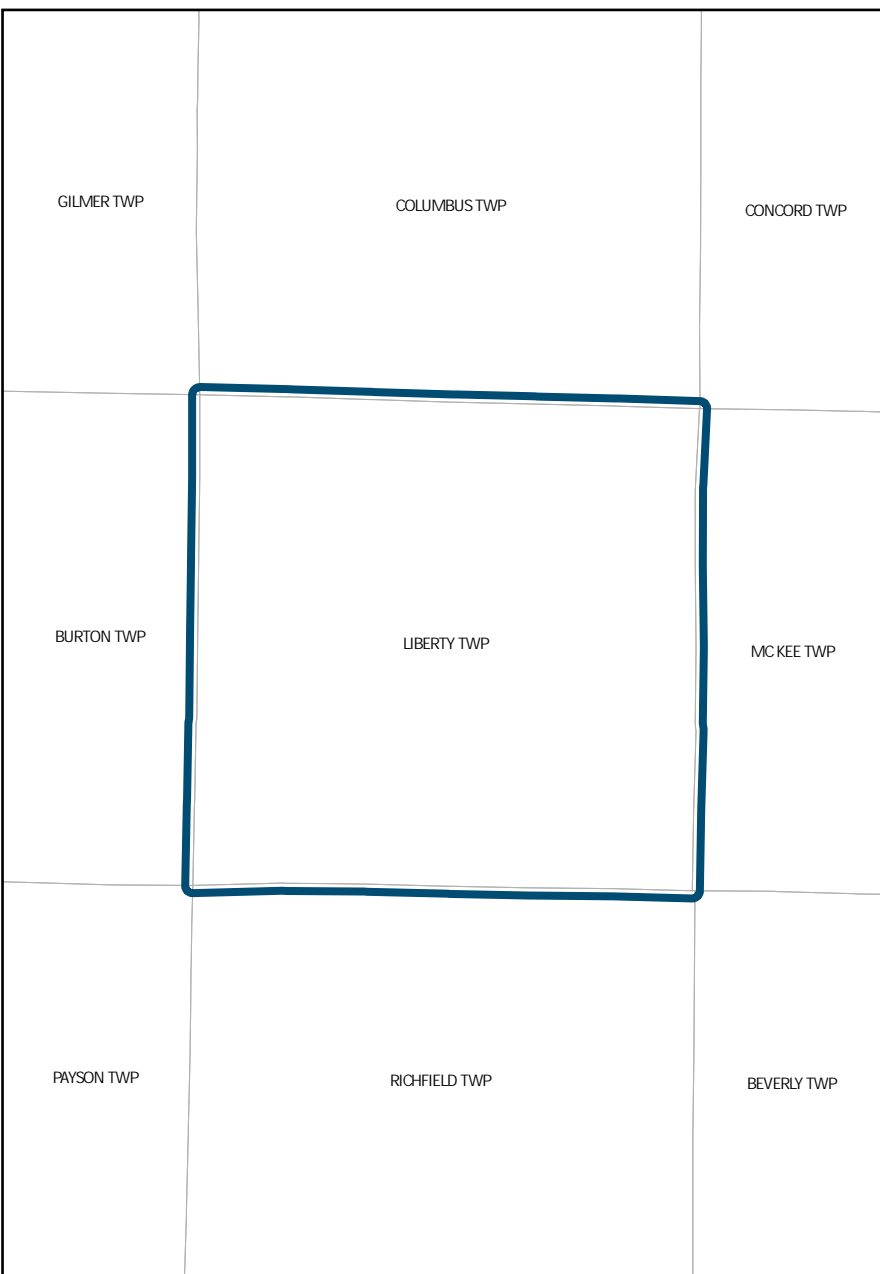 GILMER TWP
COLUMBUS TWP
CONCORD TWP
BURTON TWP
LIBERTY TWP
MC KEE TWP
PAYSON TWP
RICHFIELD TWP
BEVERLY TWP